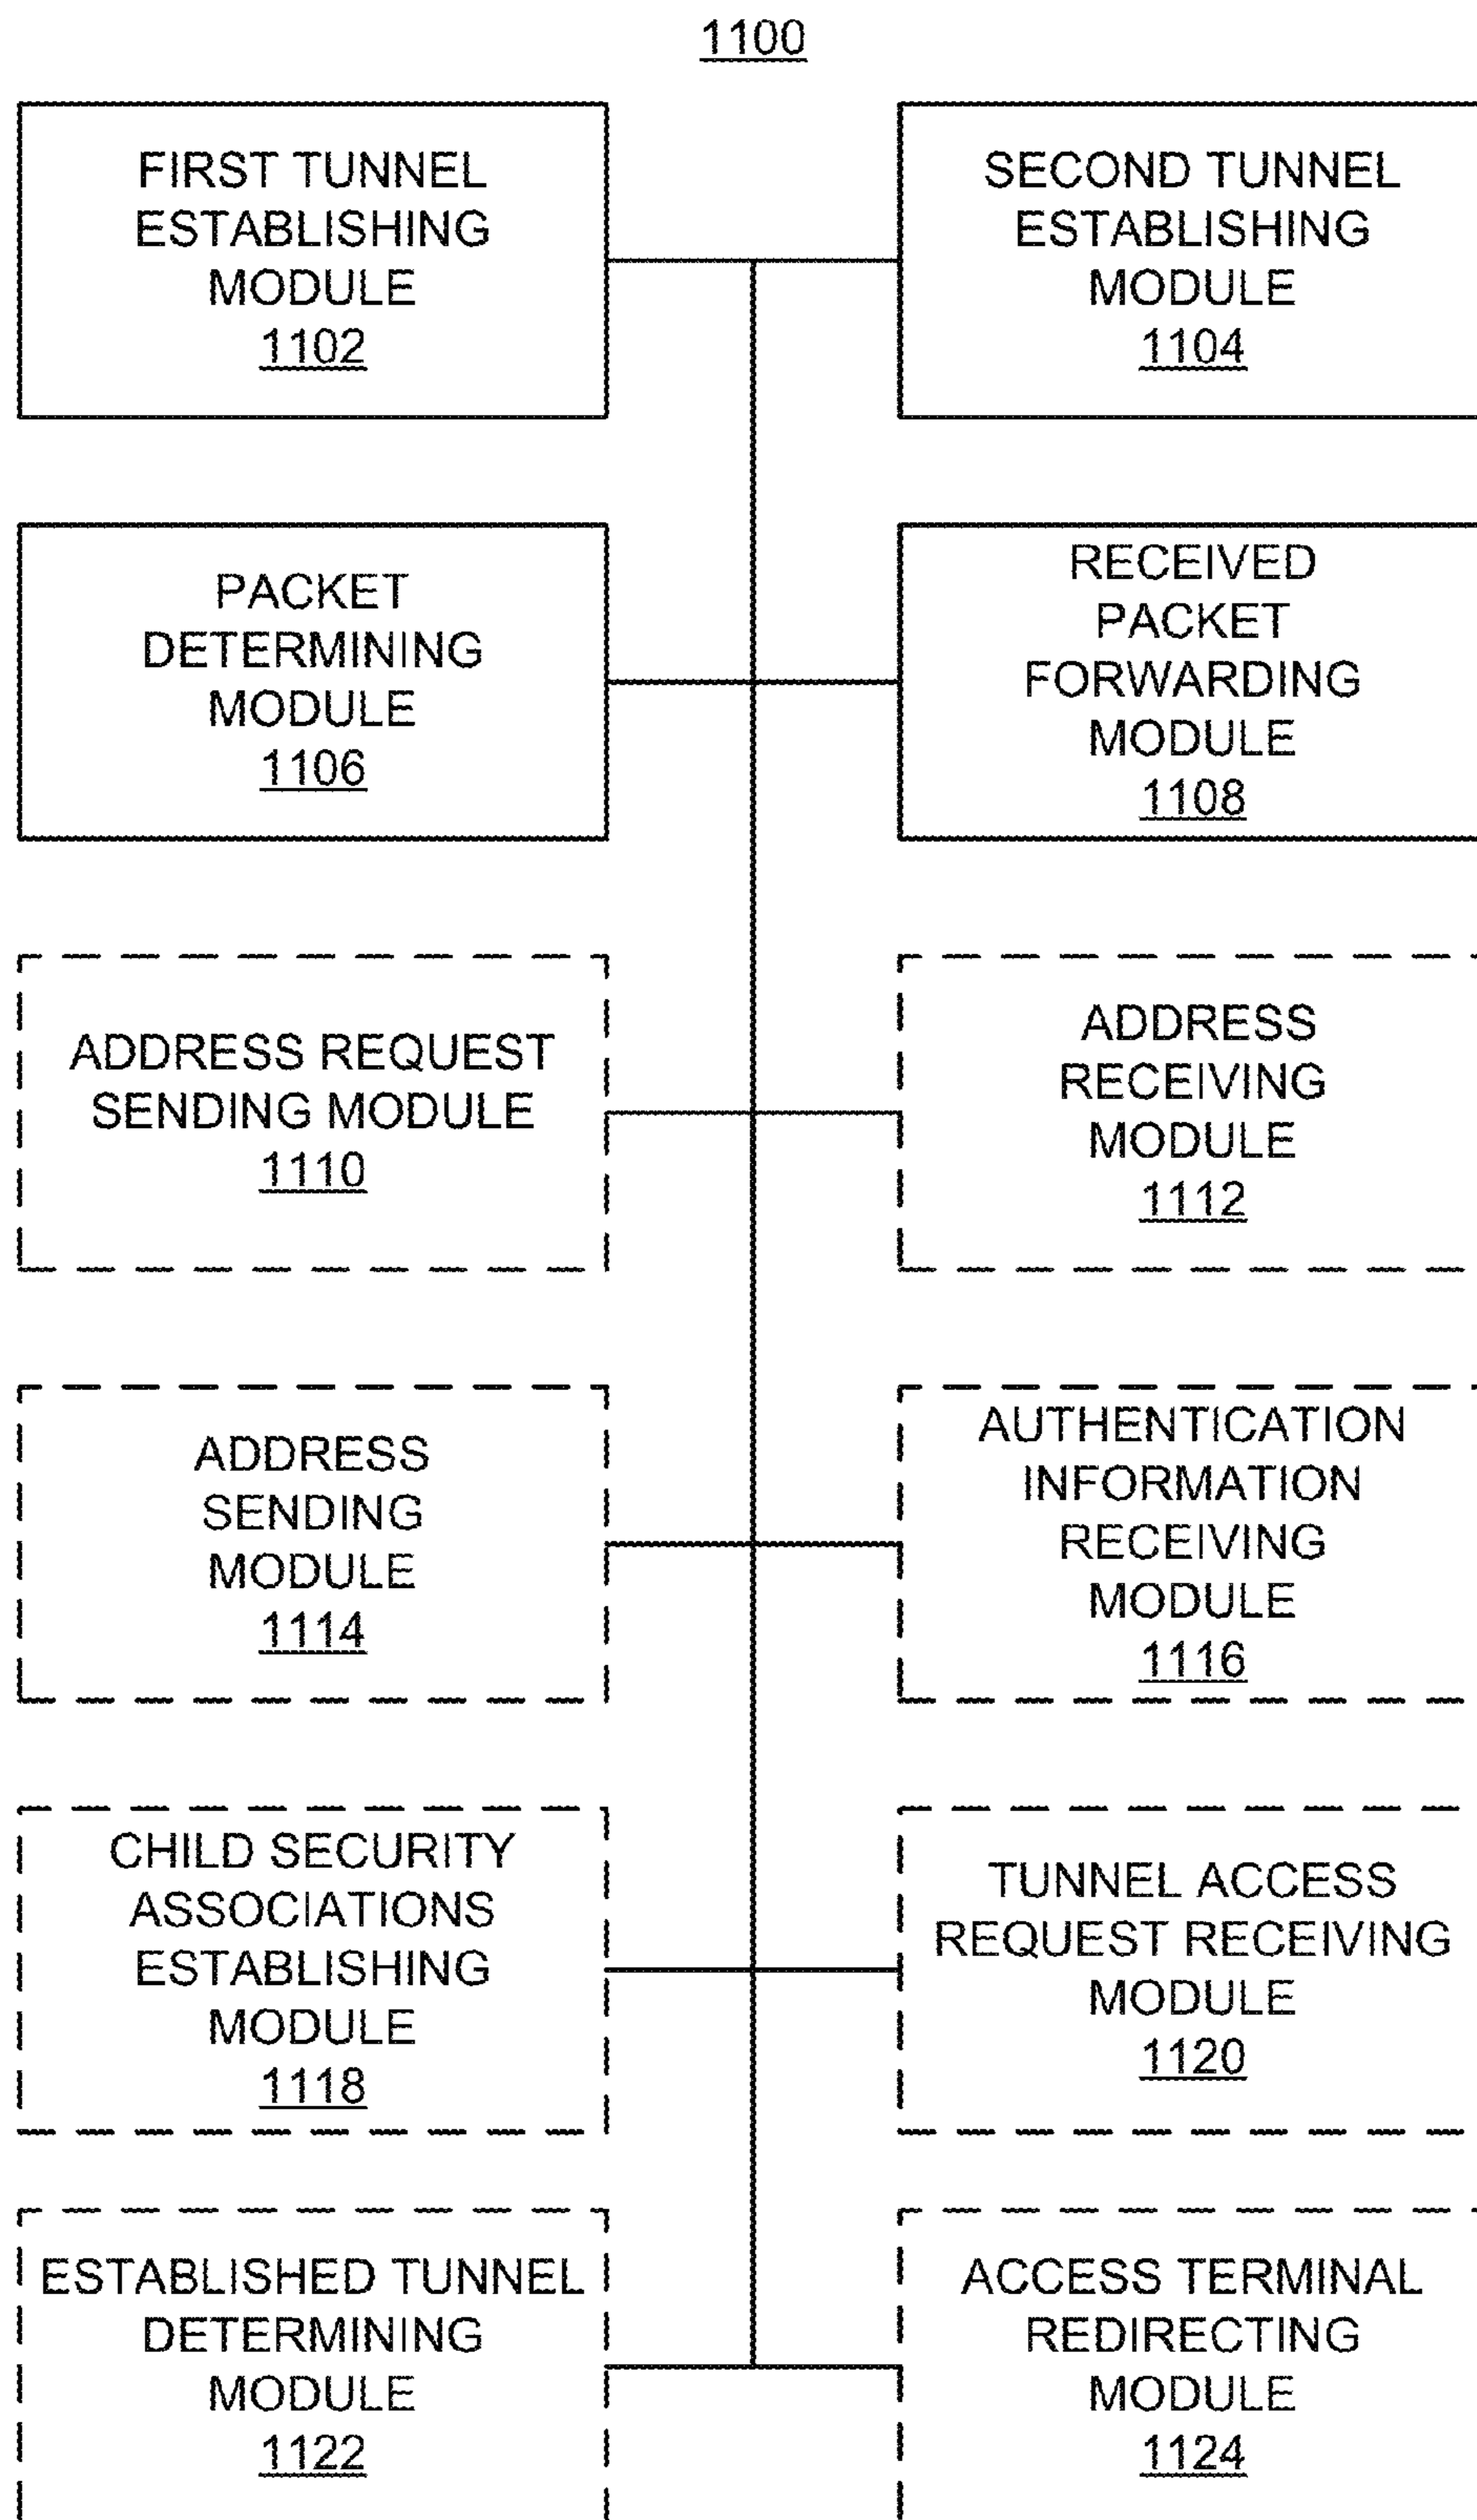 1100
FIRST TUNNEL
ESTABLISHING
MODULE
1102
SECOND TUNNEL
ESTABLISHING
MODULE
1104
PACKET
DETERMINING
MODULE
1106
RECEIVED
PACKET
FORWARDING
MODULE
1108
ADDRESS REQUEST
SENDING MODULE
1110
ADDRESS
RECEIVING
MODULE
1112
ADDRESS
SENDING
MODULE
1114
AUTHENTICATION
INFORMATION
RECEIVING
MODULE
1116
CHILD SECURITY
ASSOCIATIONS
ESTABLISHING
MODULE
1118
TUNNEL ACCESS
REQUEST RECEIVING
MODULE
1120
ESTABLISHED TUNNEL
DETERMINING
MODULE
1122
ACCESS TERMINAL
REDIRECTING
MODULE
1124